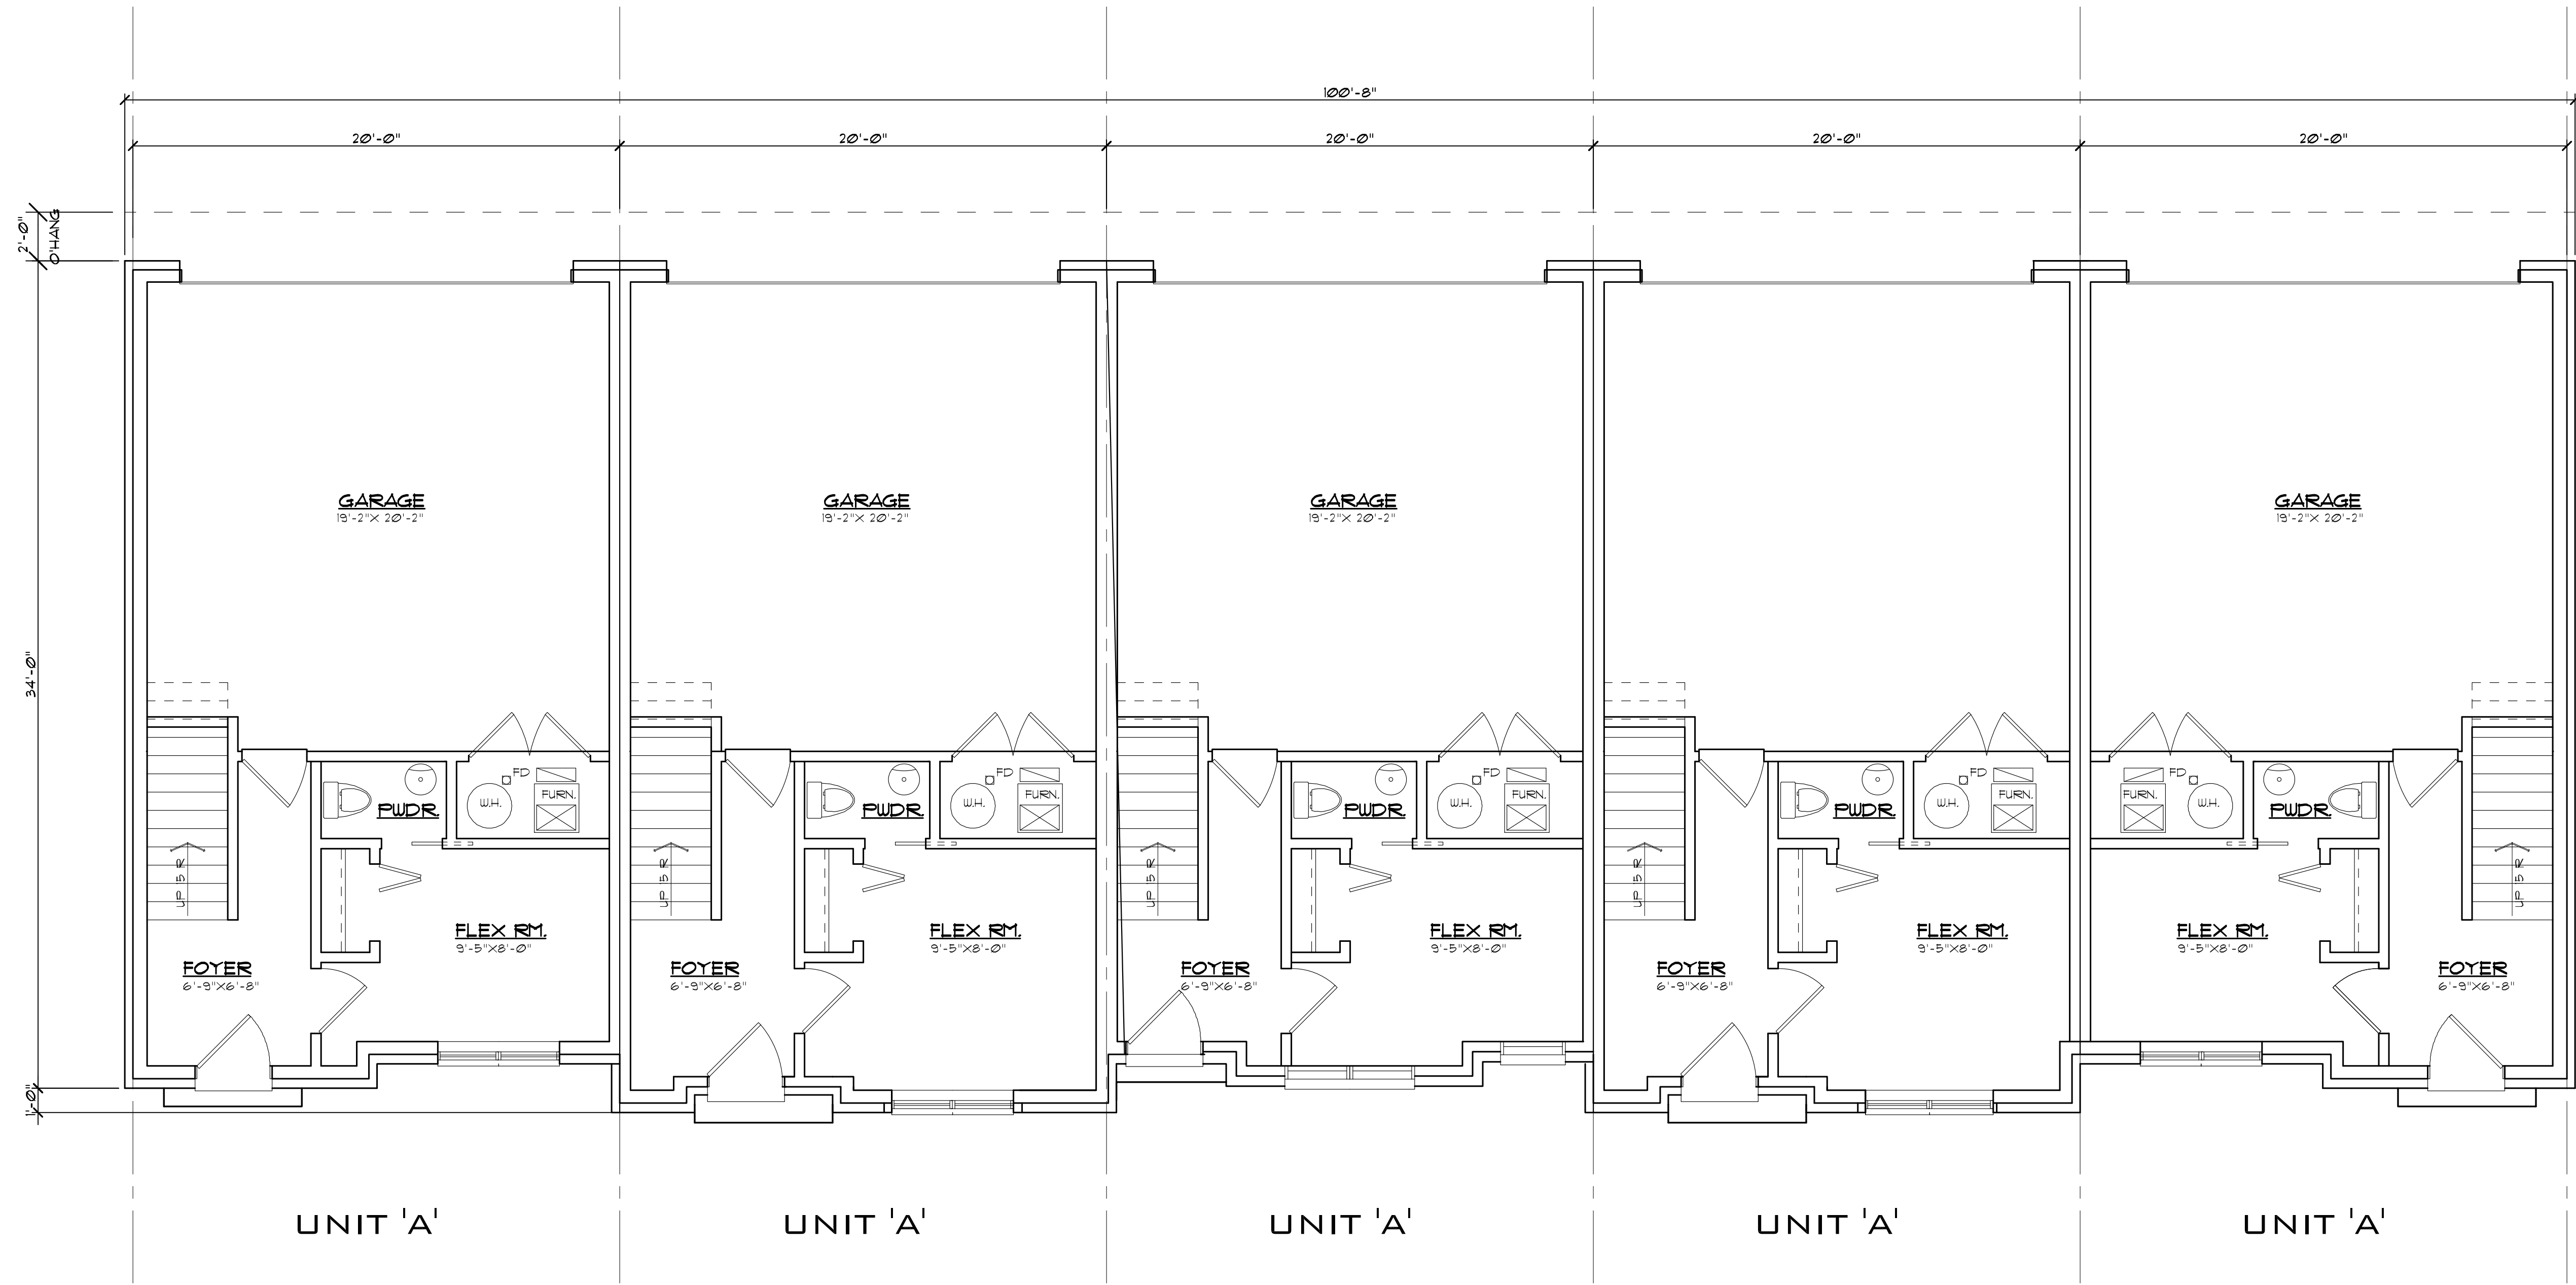 100'-8"
20'-0" 20'-0" 20'-0" 20'-0" 20'-0"
2'-0"
O'HANG
34'-0"
1'-0"
GARAGE GARAGE GARAGE GARAGE
19'-2"X 20'-2" 19'-2"X 20'-2" 19'-2"X 20'-2" 19'-2"X 20'-2"
FD FD FD FD FD
W.H. FURN. W.H. FURN. W.H. FURN. W.H. FURN. FURN. W.H.
PWDR. PWDR. PWDR. PWDR. PWDR.
UP 15 R UP 15 R UP 15 R UP 15 R UP 15 R
FLEX RM. FLEX RM. FLEX RM. FLEX RM. FLEX RM.
9'-5"X8'-0" 9'-5"X8'-0" 9'-5"X8'-0" 9'-5"X8'-0" 9'-5"X8'-0"
FOYER FOYER FOYER FOYER FOYER
6'-9"X6'-8" 6'-9"X6'-8" 6'-9"X6'-8" 6'-9"X6'-8" 6'-9"X6'-8"
UNIT 'A' UNIT 'A' UNIT 'A' UNIT 'A' UNIT 'A'